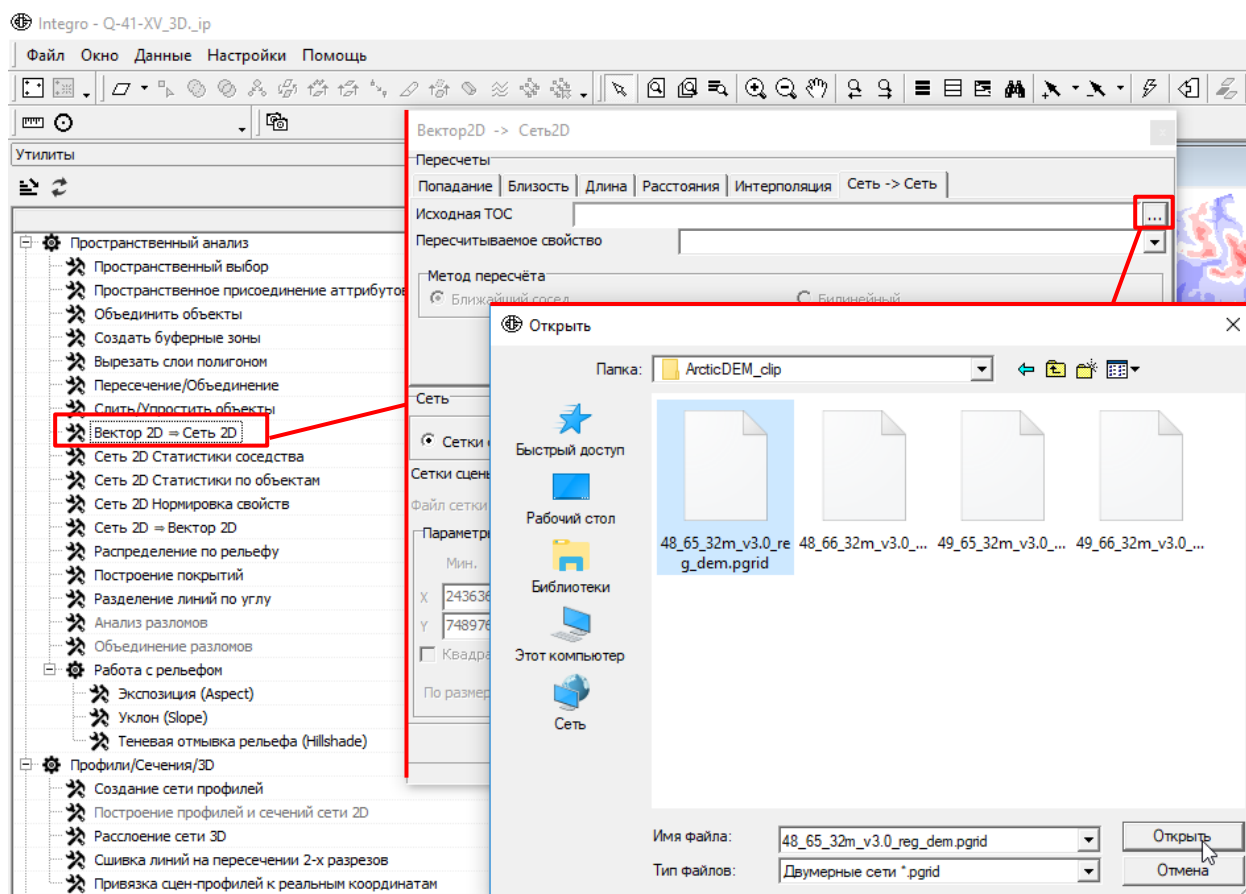 Integro - Q-41-XV_3D._ip
Файл Окно Данные Настройки Помощь
Утилиты
Пространственный анализ
Пространственный выбор
Пространственное присоединение аттрибутов
Объединить объекты
Создать буферные зоны
Вырезать слои полигоном
Пересечение/Объединение
Слить/Упростить объекты
Вектор 2D ⇒ Сеть 2D
Сеть 2D Статистики соседства
Сеть 2D Статистики по объектам
Сеть 2D Нормировка свойств
Сеть 2D ⇒ Вектор 2D
Распределение по рельефу
Построение покрытий
Разделение линий по углу
Анализ разломов
Объединение разломов
Работа с рельефом
Экспозиция (Aspect)
Уклон (Slope)
Теневая отмывка рельефа (Hillshade)
Профили/Сечения/3D
Создание сети профилей
Построение профилей и сечений сети 2D
Расслоение сети 3D
Сшивка линий на пересечении 2-х разрезов
Привязка сцен-профилей к реальным координатам
Вектор2D -> Сеть2D
Пересчеты
Попадание Близость Длина Расстояния Интерполяция Сеть -> Сеть
Исходная ТОС ...
Пересчитываемое свойство
Метод пересчёта
Ближайший сосед Билинейный
Сеть
Сетки
Сетки сцены
Файл сетки
Параметры
Мин.
X 243636
Y 748976
Квадра
По размер
Открыть
Папка: ArcticDEM_clip
Быстрый доступ
Рабочий стол
Библиотеки
Этот компьютер
Сеть
48_65_32m_v3.0_re 48_66_32m_v3.0_... 49_65_32m_v3.0_... 49_66_32m_v3.0_...
g_dem.pgrid
Имя файла: 48_65_32m_v3.0_reg_dem.pgrid Открыть
Тип файлов: Двумерные сети *.pgrid Отмена